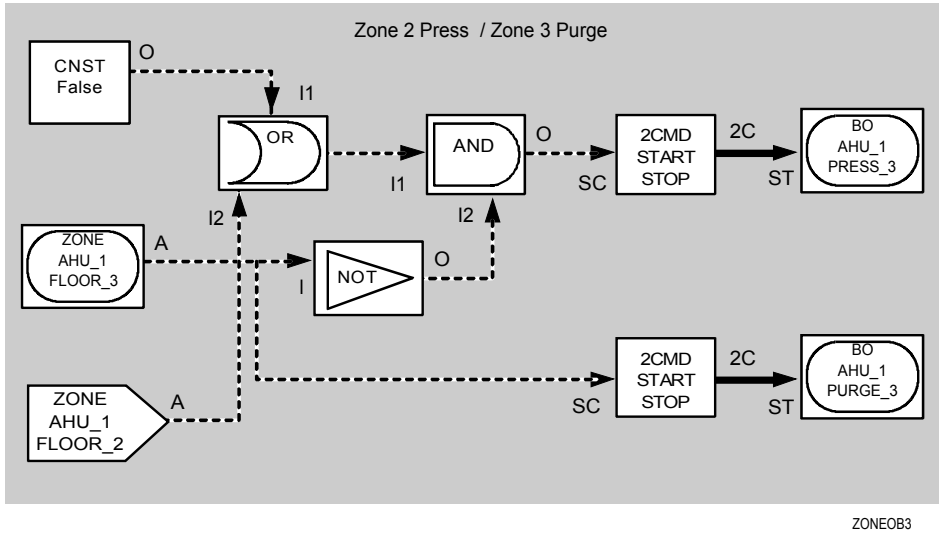 Zone 2 Press / Zone 3 Purge
CNST
False
O
I1
OR
I2
I1
AND
O
I2
SC
2CMD
START
STOP
2C
ST
BO
AHU_1
PRESS_3
ZONE
AHU_1
FLOOR_3
A
I
NOT
O
SC
2CMD
START
STOP
2C
ST
BO
AHU_1
PURGE_3
ZONE
AHU_1
FLOOR_2
A
ZONEOB3